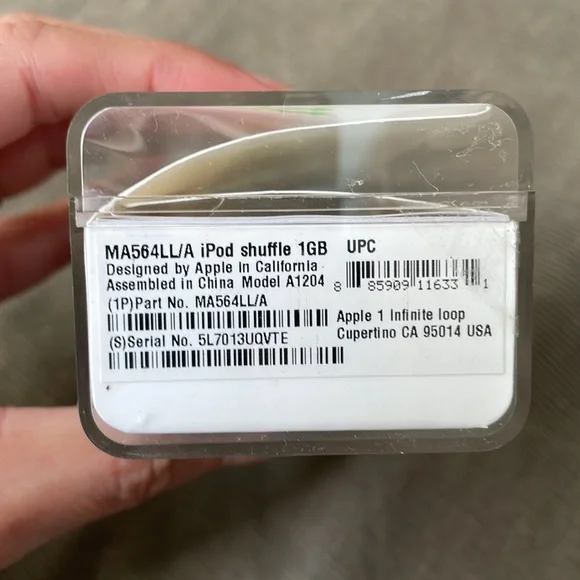 MA564LL/A iPod shuffle 1GB UPC
Designed by Apple in California
Assembled in China Model A1204
8 85909 11633 1
(1P)Part No. MA564LL/A
Apple 1 Infinite loop
Cupertino CA 95014 USA
(S)Serial No. 5L7013UQVTE